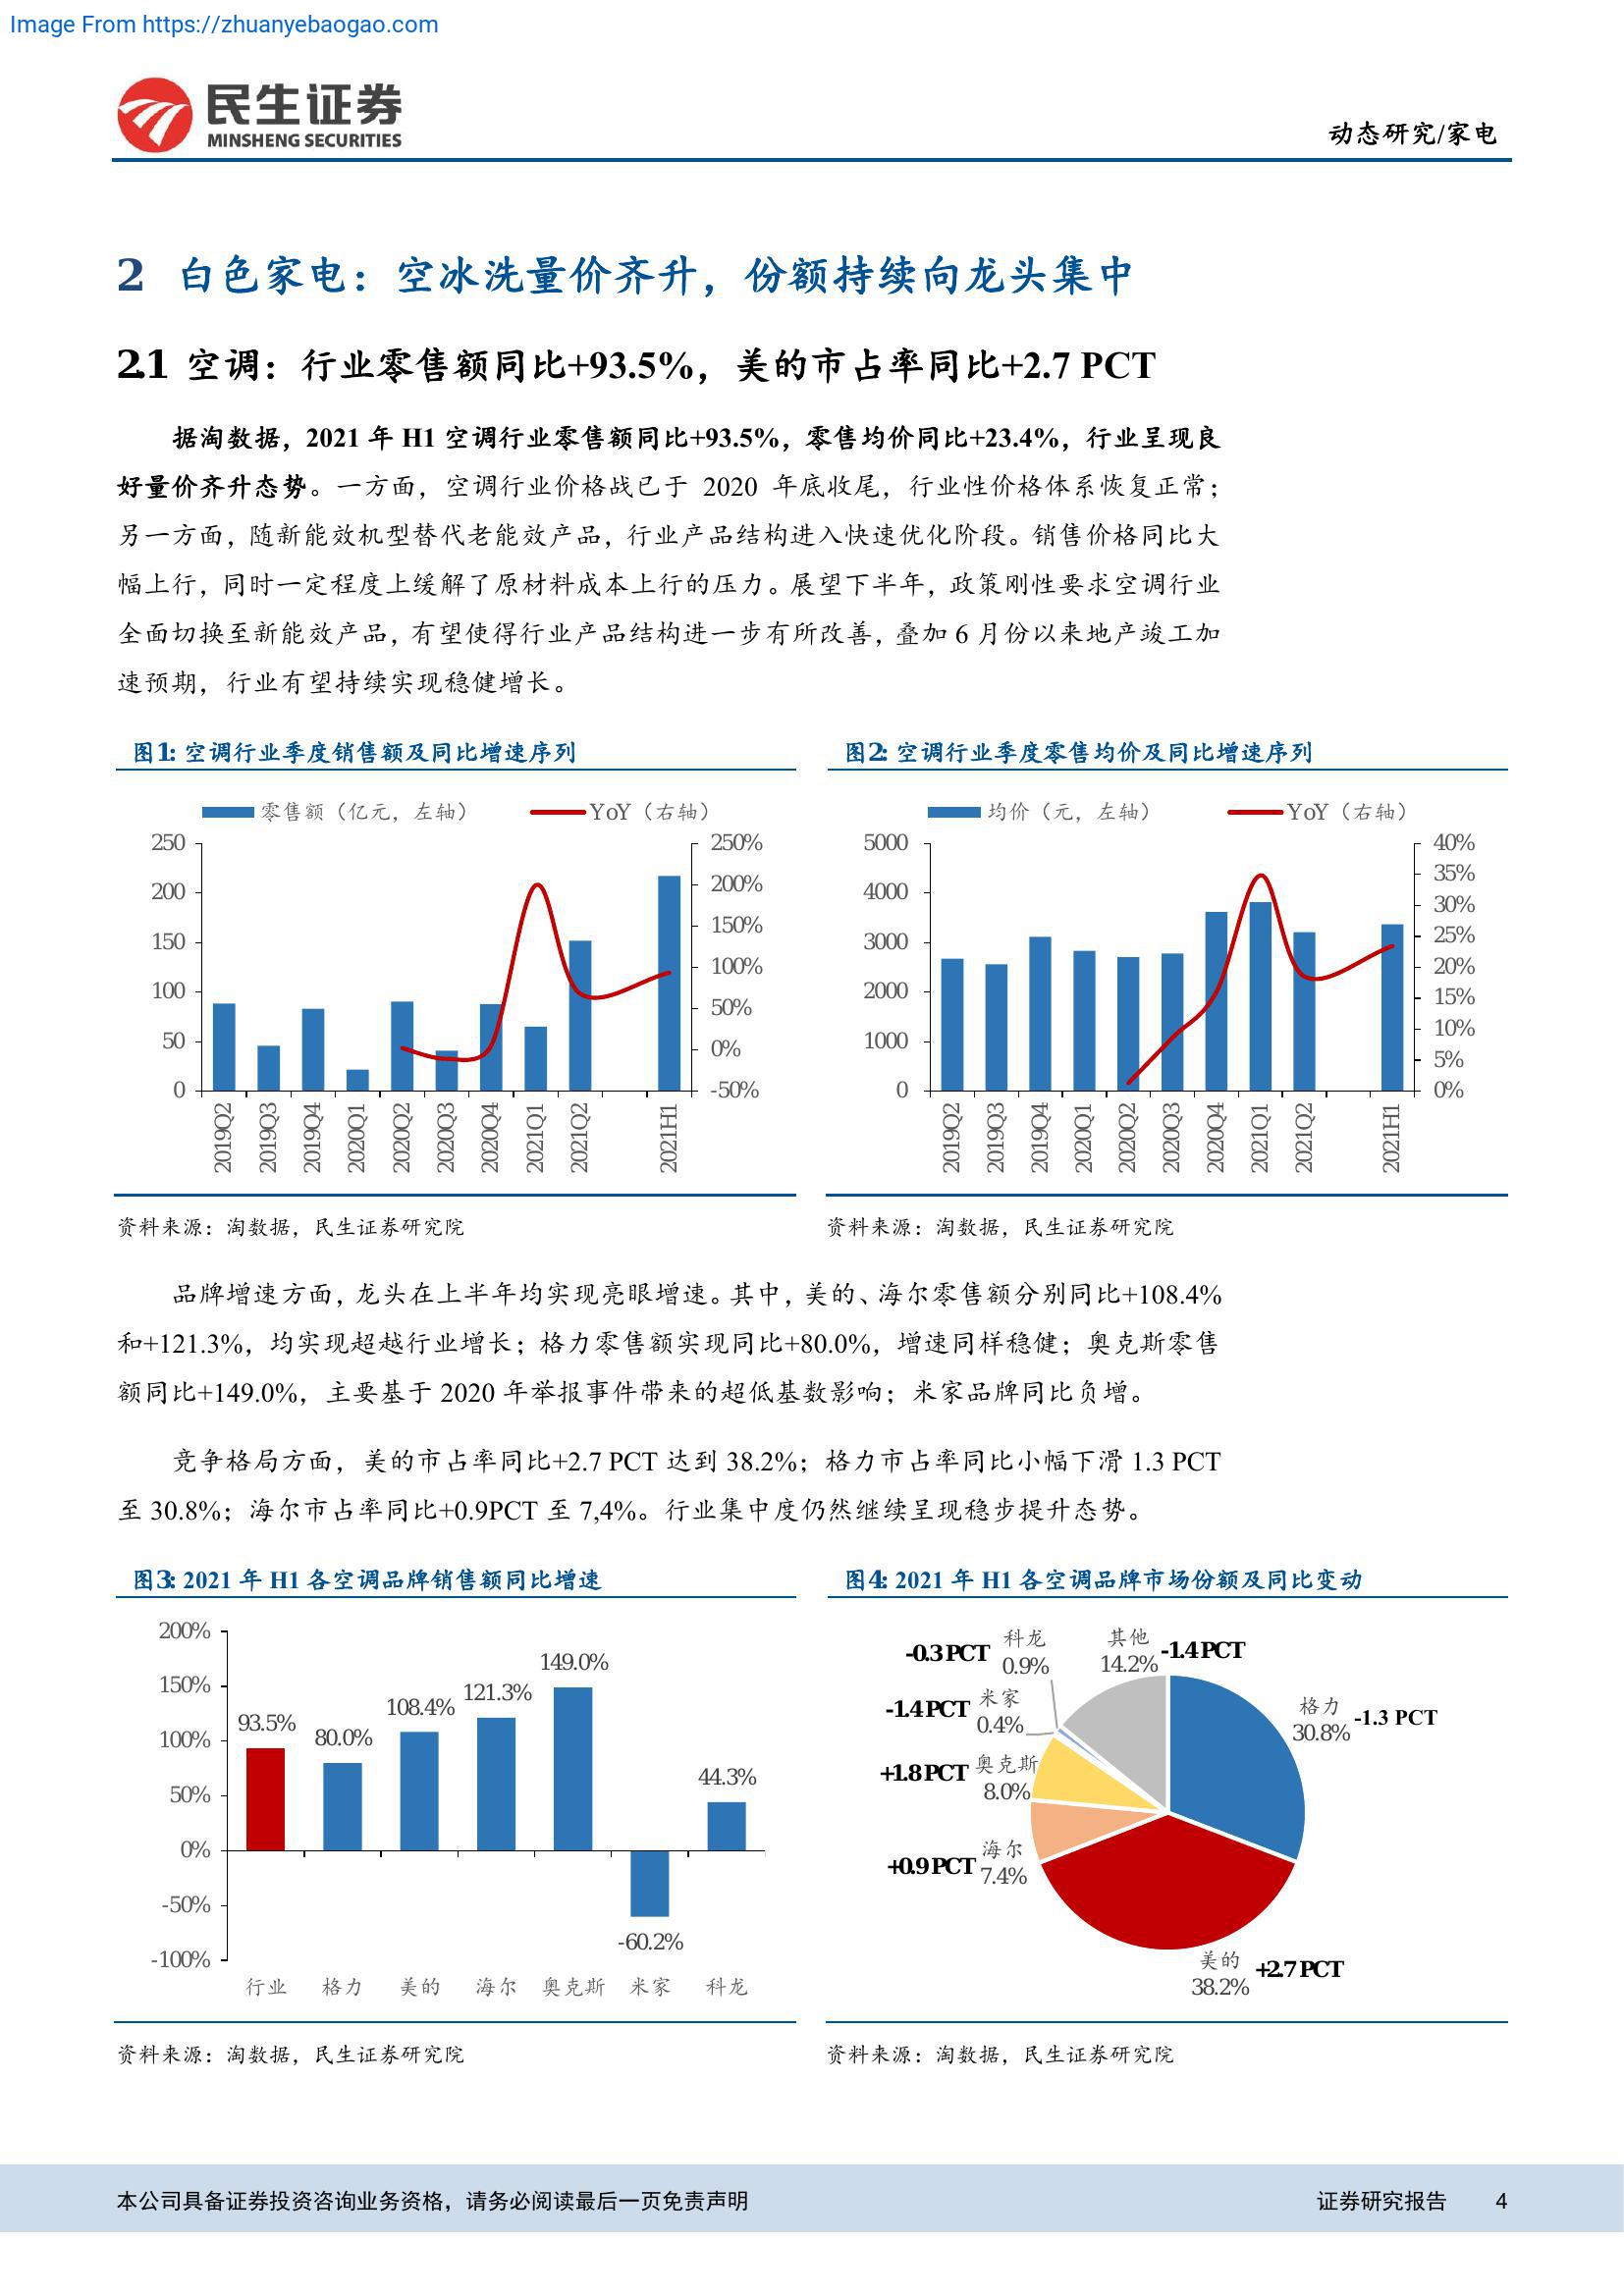 Image From https://zhuanyebaogao.com
民生证券
MINSHENG SECURITIES
动态研究/家电
2 白色家电：空冰洗量价齐升，份额持续向龙头集中
2.1 空调：行业零售额同比+93.5%，美的市占率同比+2.7 PCT
据淘数据，2021 年 H1 空调行业零售额同比+93.5%，零售均价同比+23.4%，行业呈现良
好量价齐升态势。一方面，空调行业价格战已于 2020 年底收尾，行业性价格体系恢复正常；
另一方面，随新能效机型替代老能效产品，行业产品结构进入快速优化阶段。销售价格同比大
幅上行，同时一定程度上缓解了原材料成本上行的压力。展望下半年，政策刚性要求空调行业
全面切换至新能效产品，有望使得行业产品结构进一步有所改善，叠加 6 月份以来地产竣工加
速预期，行业有望持续实现稳健增长。
图1: 空调行业季度销售额及同比增速序列
零售额（亿元，左轴） YoY（右轴）
250 250%
200 200%
150 150%
100 100%
50 50%
0 0%
-50%
2019Q2 2019Q3 2019Q4 2020Q1 2020Q2 2020Q3 2020Q4 2021Q1 2021Q2 2021H1
资料来源：淘数据，民生证券研究院
图2: 空调行业季度零售均价及同比增速序列
均价（元，左轴） YoY（右轴）
5000 40%
4000 35%
3000 30%
2000 25%
1000 20%
0 15%
10%
5%
0%
2019Q2 2019Q3 2019Q4 2020Q1 2020Q2 2020Q3 2020Q4 2021Q1 2021Q2 2021H1
资料来源：淘数据，民生证券研究院
品牌增速方面，龙头在上半年均实现亮眼增速。其中，美的、海尔零售额分别同比+108.4%
和+121.3%，均实现超越行业增长；格力零售额实现同比+80.0%，增速同样稳健；奥克斯零售
额同比+149.0%，主要基于 2020 年举报事件带来的超低基数影响；米家品牌同比负增。
竞争格局方面，美的市占率同比+2.7 PCT 达到 38.2%；格力市占率同比小幅下滑 1.3 PCT
至 30.8%；海尔市占率同比+0.9PCT 至 7,4%。行业集中度仍然继续呈现稳步提升态势。
图3: 2021 年 H1 各空调品牌销售额同比增速
200%
150%
100%
50%
0%
-50%
-100%
93.5% 80.0% 108.4% 121.3% 149.0% -60.2% 44.3%
行业 格力 美的 海尔 奥克斯 米家 科龙
资料来源：淘数据，民生证券研究院
图4: 2021 年 H1 各空调品牌市场份额及同比变动
科龙
0.9% -0.3 PCT
其他
14.2% -1.4 PCT
米家
0.4% -1.4 PCT
格力
30.8% -1.3 PCT
奥克斯
8.0% +1.8 PCT
海尔
7.4% +0.9 PCT
美的
38.2% +2.7 PCT
资料来源：淘数据，民生证券研究院
本公司具备证券投资咨询业务资格，请务必阅读最后一页免责声明
证券研究报告 4